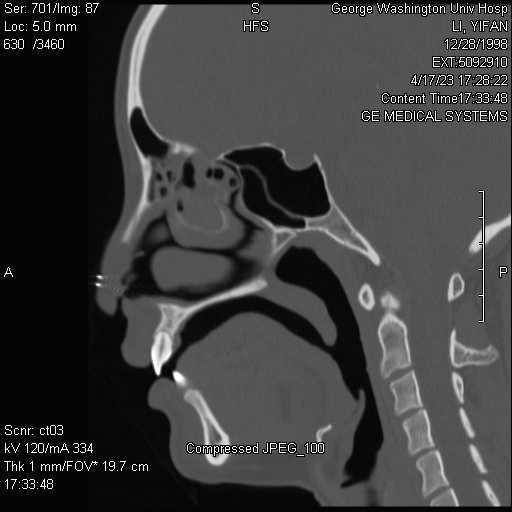 Ser: 701/Img: 87
Loc: 5.0 mm
630 /3460
S
HFS
George Washington Univ Hosp
LI, YIFAN
12/28/1998
EXT:5092910
4/17/23 17:28:22
Content Time17:33:48
GE MEDICAL SYSTEMS
A
P
Scnr: ct03
kV 120/mA 334
Thk 1 mm/FOV* 19.7 cm
17:33:48
Compressed JPEG_100